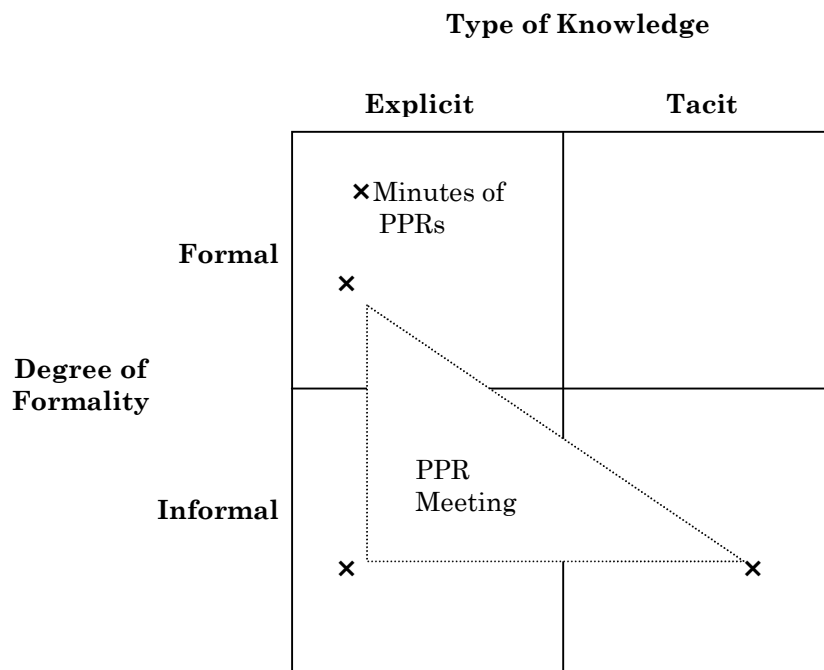 Type of Knowledge
Explicit
Tacit
Minutes of
PPRs
Formal
Degree of
Formality
PPR
Meeting
Informal